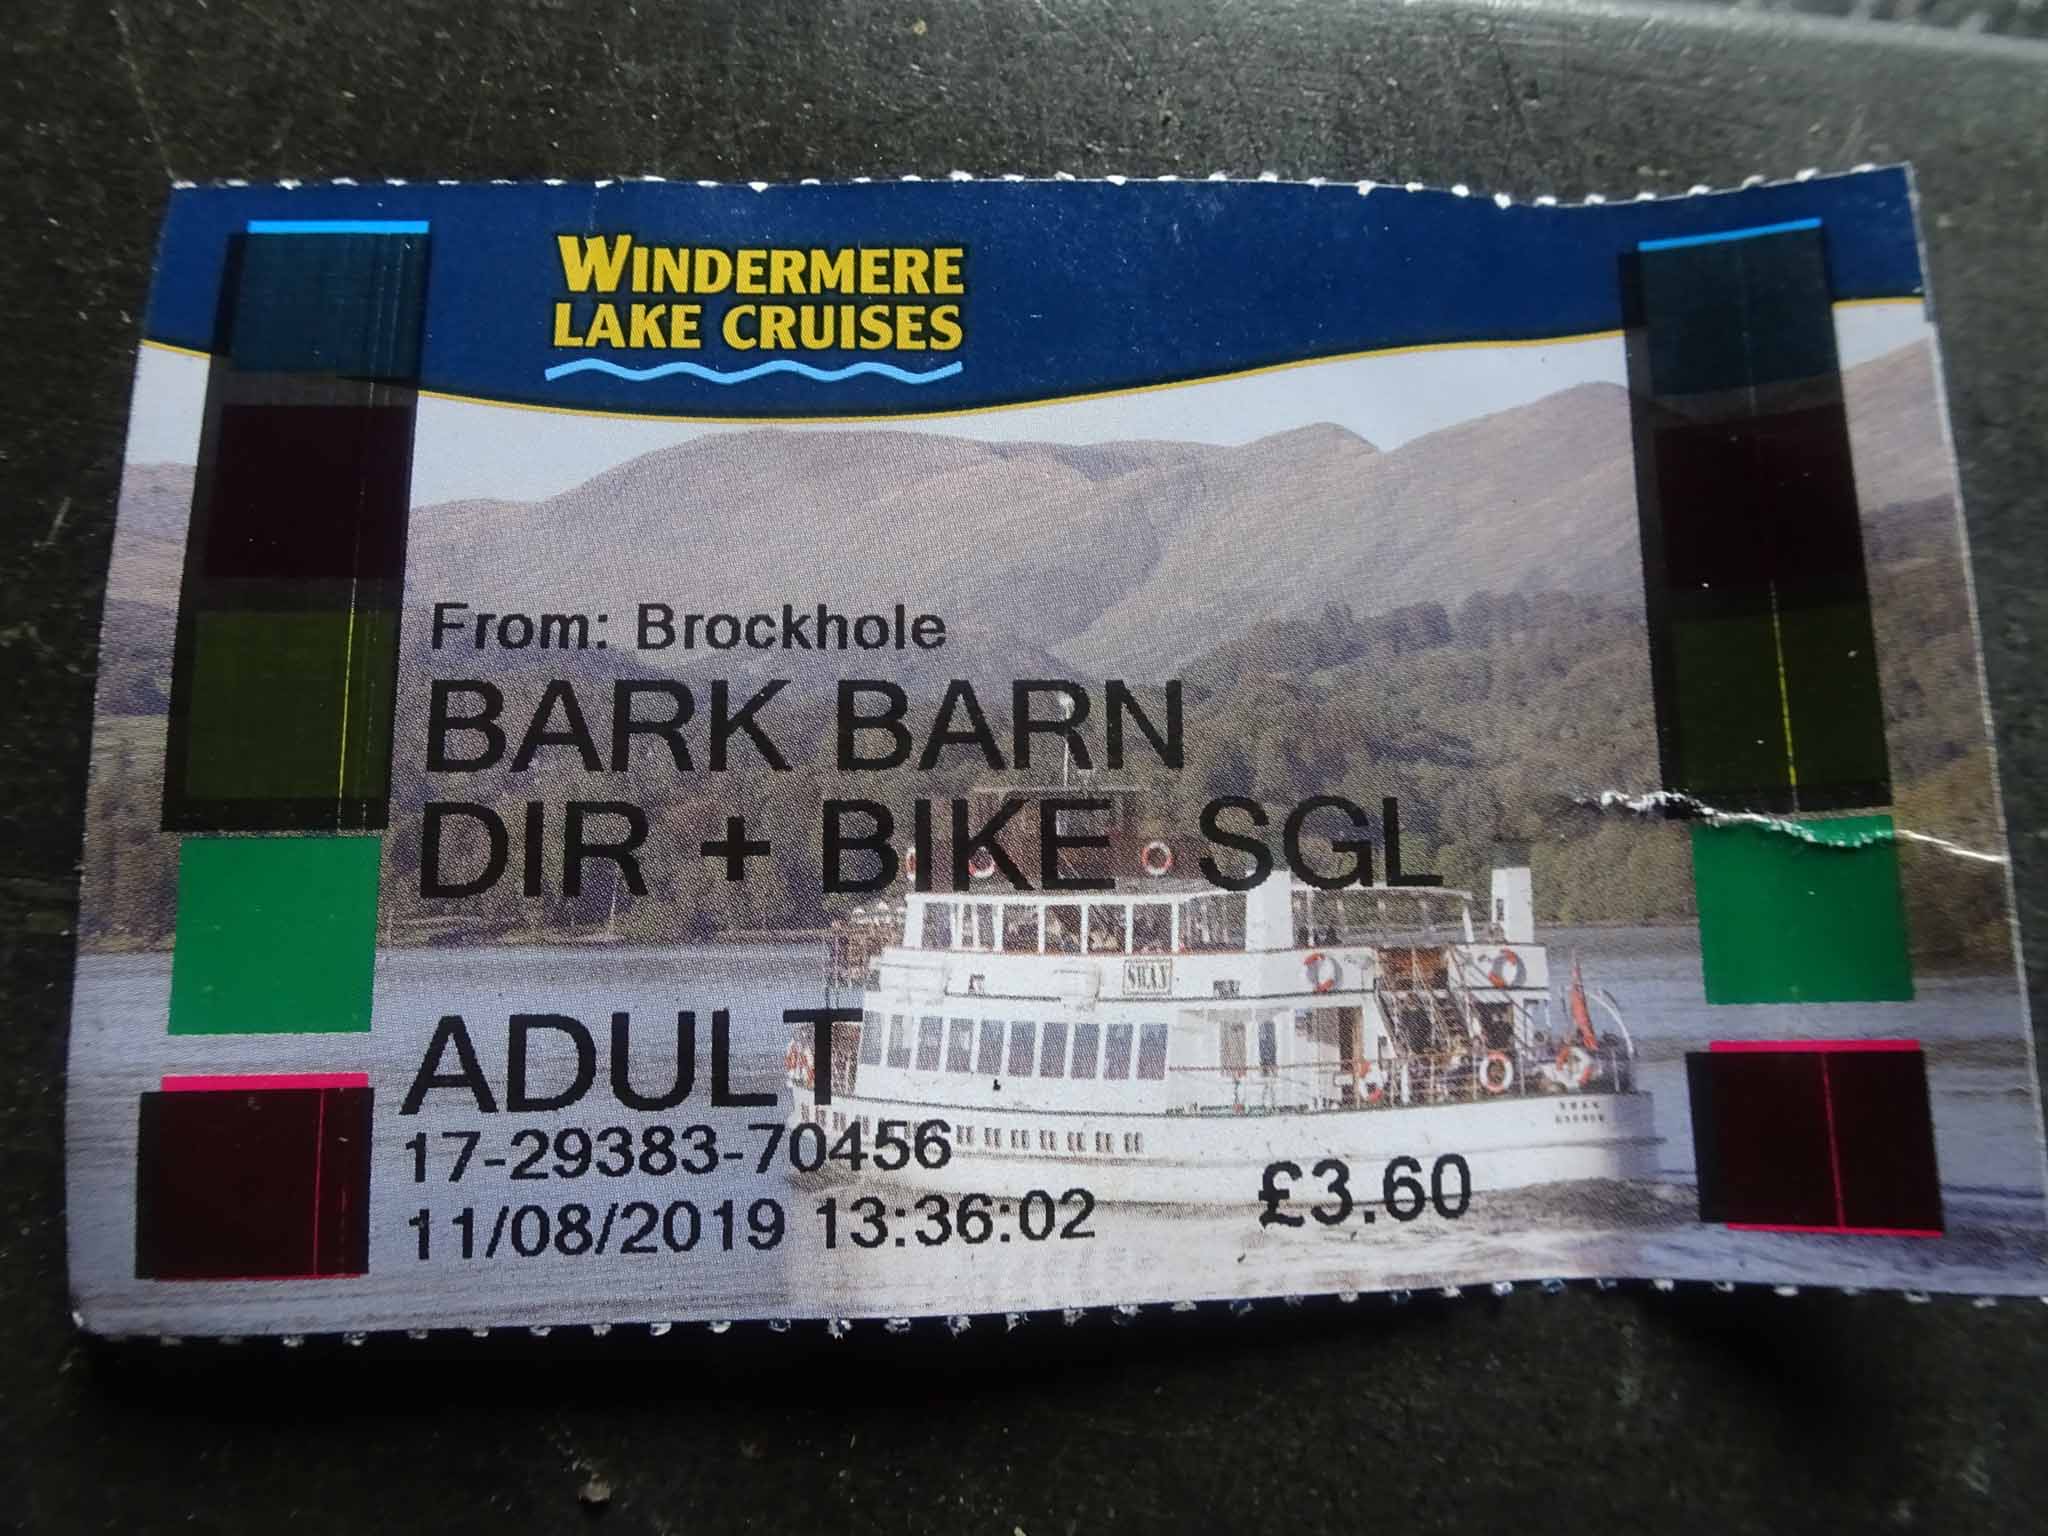 WINDERMERE
LAKE CRUISES
From: Brockhole
BARK BARN
DIR + BIKE SGL
SWAN
ADULT
17-29383-70456
11/08/2019 13:36:02
£3.60